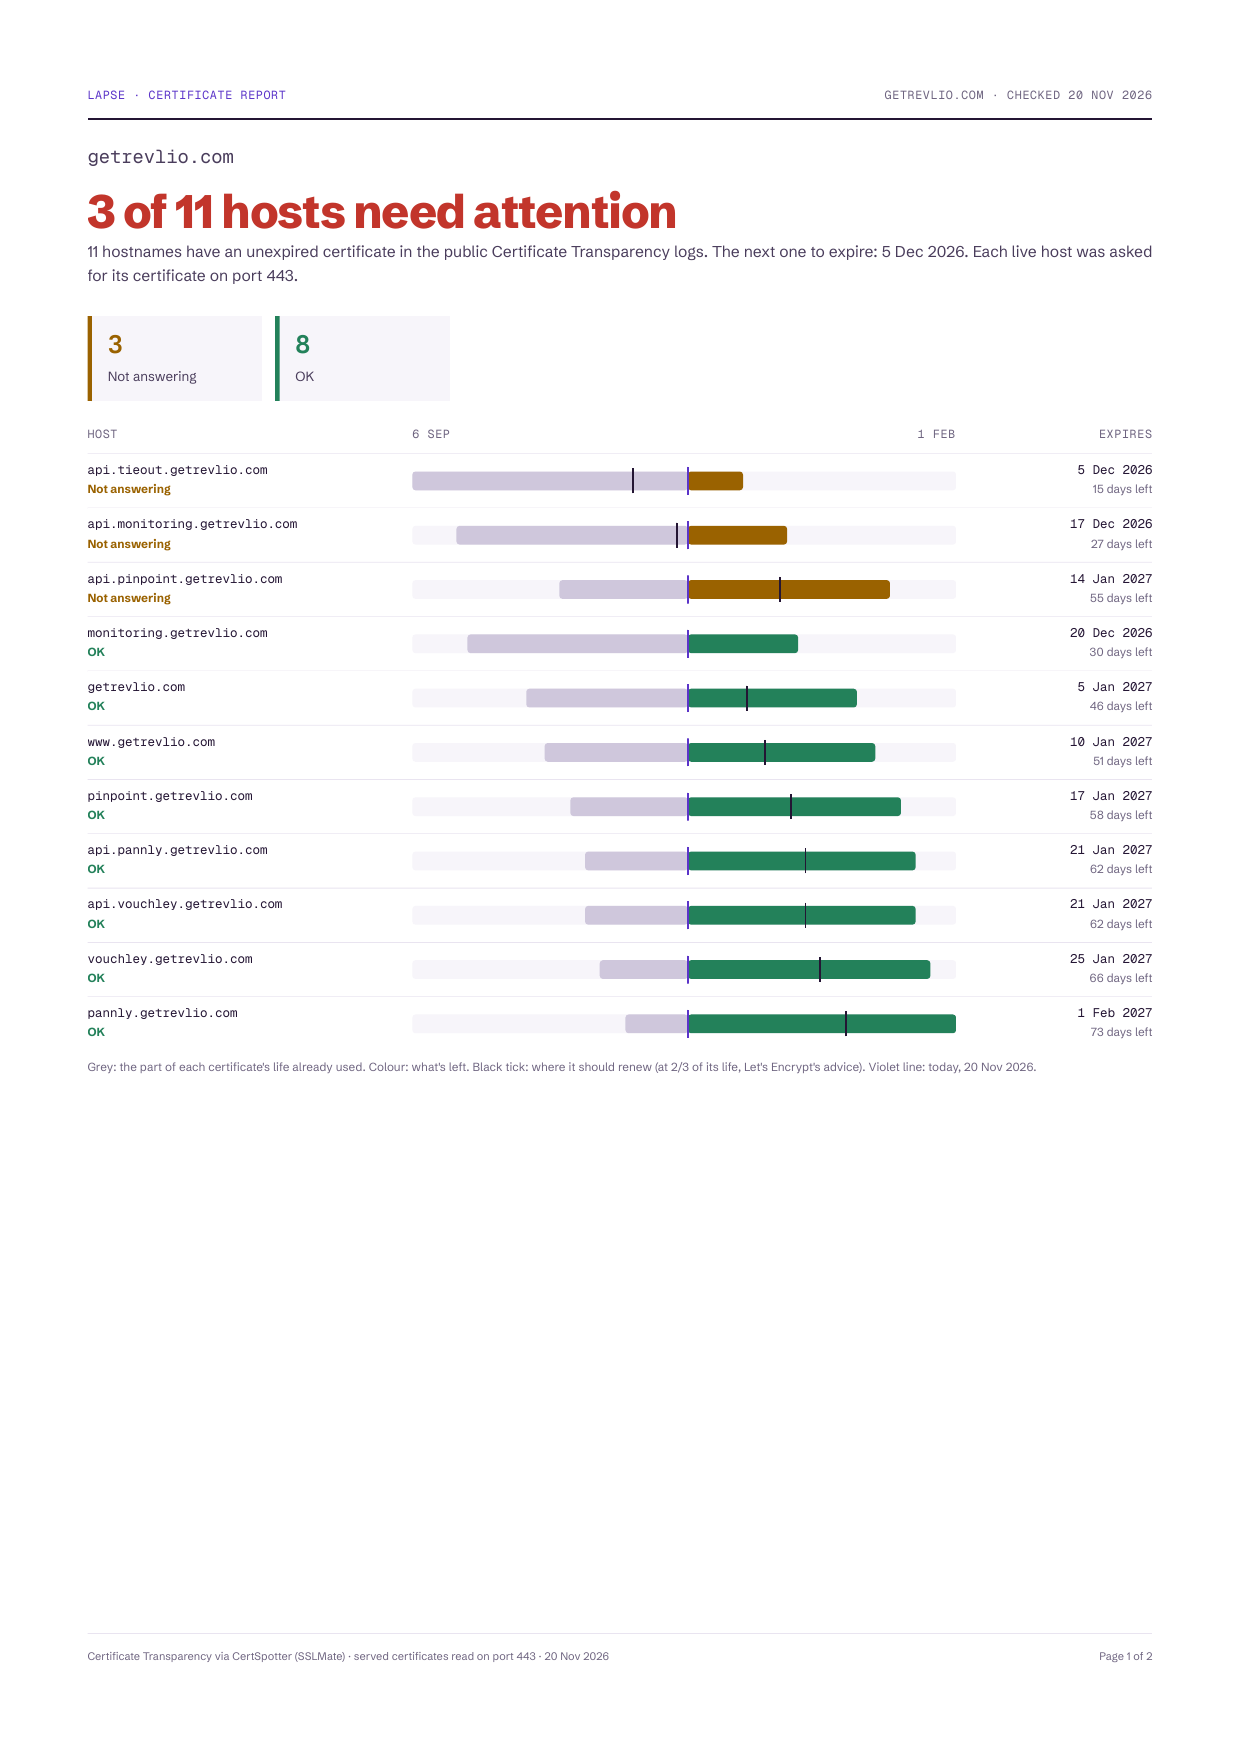 LAPSE · CERTIFICATE REPORT
GETREVLIO.COM · CHECKED 20 NOV 2026
getrevlio.com
3 of 11 hosts need attention
11 hostnames have an unexpired certificate in the public Certificate Transparency logs. The next one to expire: 5 Dec 2026. Each live host was asked
for its certificate on port 443.
3
Not answering
8
OK
HOST 6 SEP 1 FEB EXPIRES
api.tieout.getrevlio.com 5 Dec 2026
Not answering 15 days left
api.monitoring.getrevlio.com 17 Dec 2026
Not answering 27 days left
api.pinpoint.getrevlio.com 14 Jan 2027
Not answering 55 days left
monitoring.getrevlio.com 20 Dec 2026
OK 30 days left
getrevlio.com 5 Jan 2027
OK 46 days left
www.getrevlio.com 10 Jan 2027
OK 51 days left
pinpoint.getrevlio.com 17 Jan 2027
OK 58 days left
api.pannly.getrevlio.com 21 Jan 2027
OK 62 days left
api.vouchley.getrevlio.com 21 Jan 2027
OK 62 days left
vouchley.getrevlio.com 25 Jan 2027
OK 66 days left
pannly.getrevlio.com 1 Feb 2027
OK 73 days left
Grey: the part of each certificate's life already used. Colour: what's left. Black tick: where it should renew (at 2/3 of its life, Let's Encrypt's advice). Violet line: today, 20 Nov 2026.
Certificate Transparency via CertSpotter (SSLMate) · served certificates read on port 443 · 20 Nov 2026
Page 1 of 2